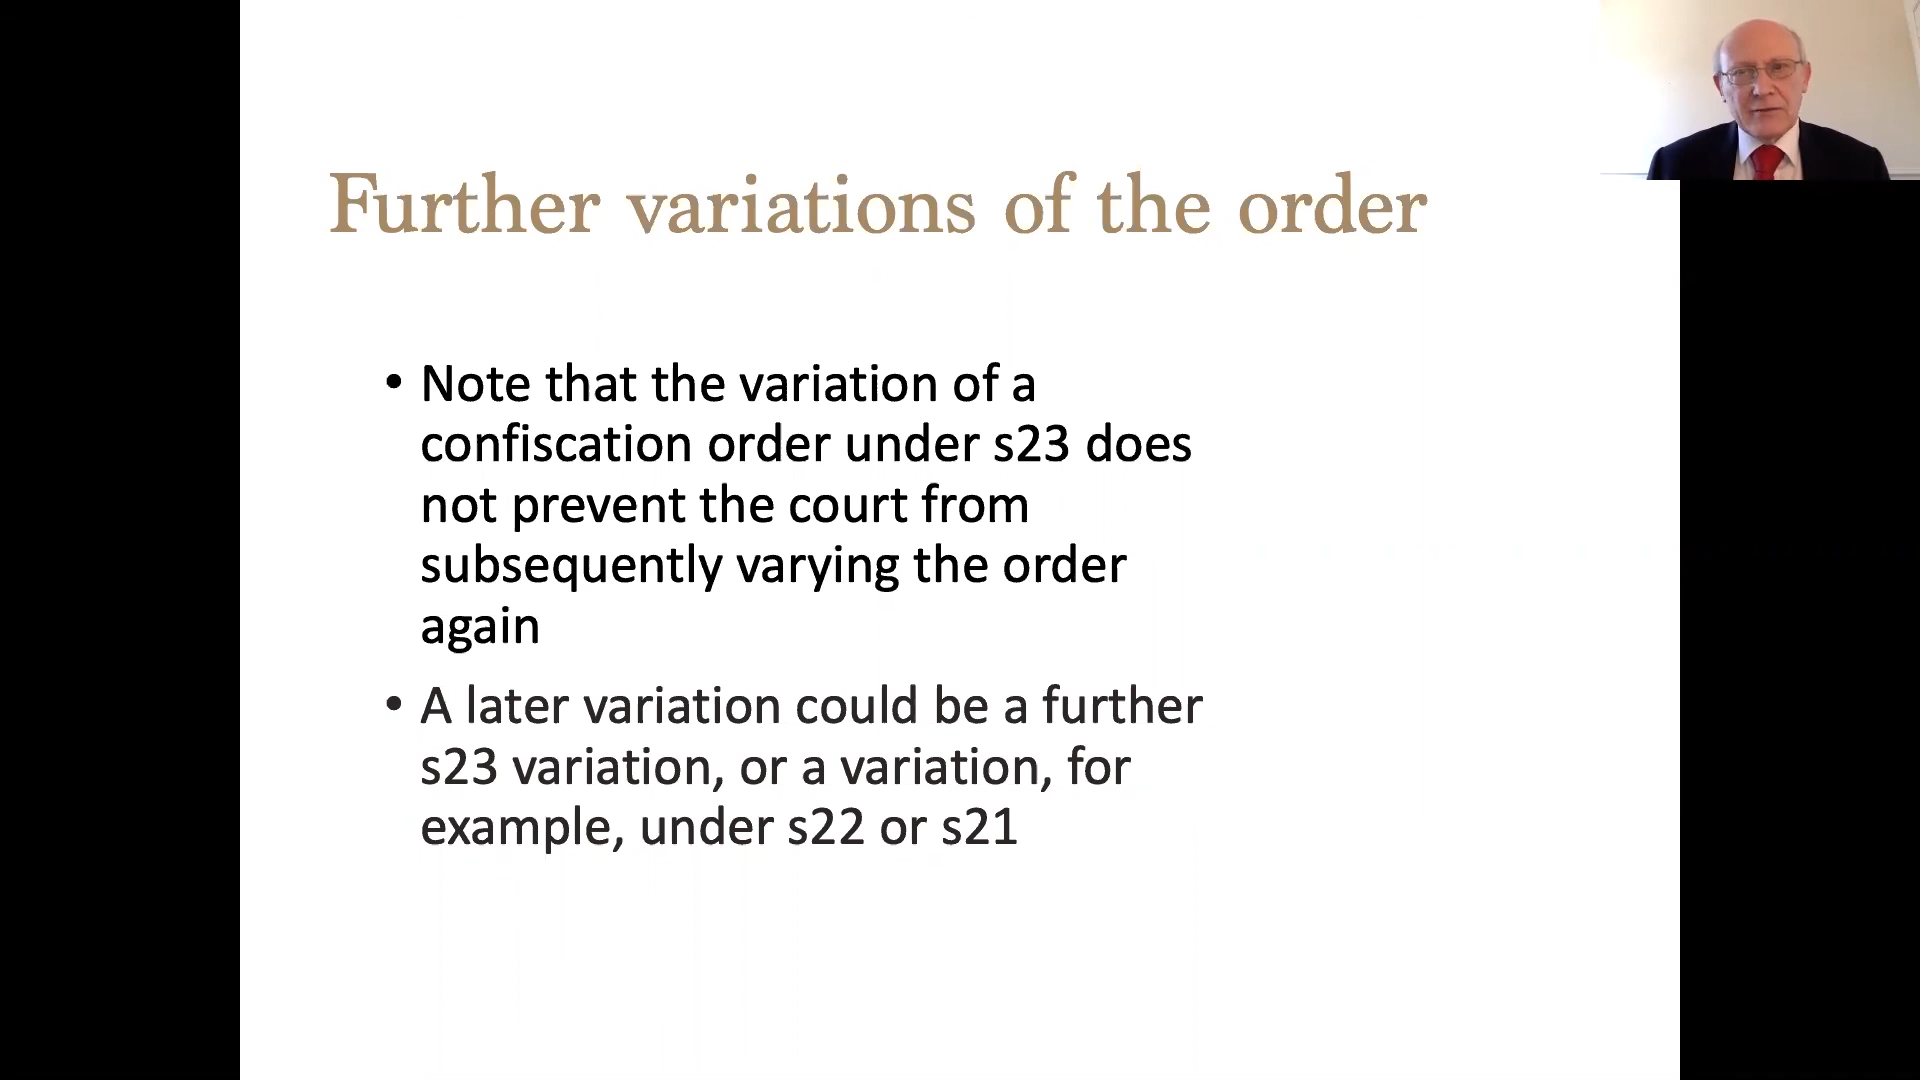 Further variations of the order
• Note that the variation of a
confiscation order under s23 does
not prevent the court from
subsequently varying the order
again
• A later variation could be a further
s23 variation, or a variation, for
example, under s22 or s21